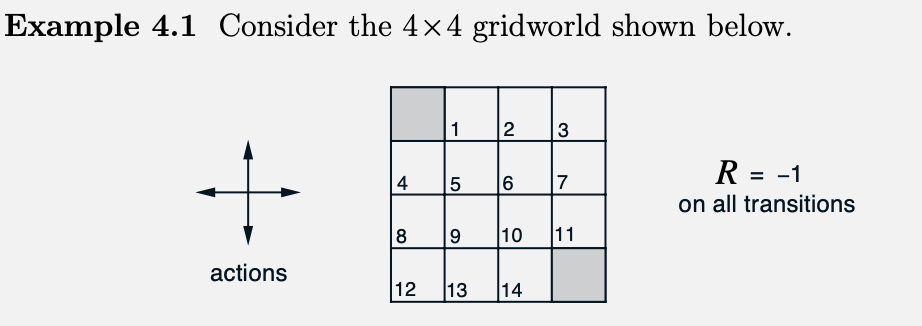 Example 4.1 Consider the 4×4 gridworld shown below.
1 2 3
4 5 6 7
R = −1
on all transitions
8 9 10 11
actions
12 13 14